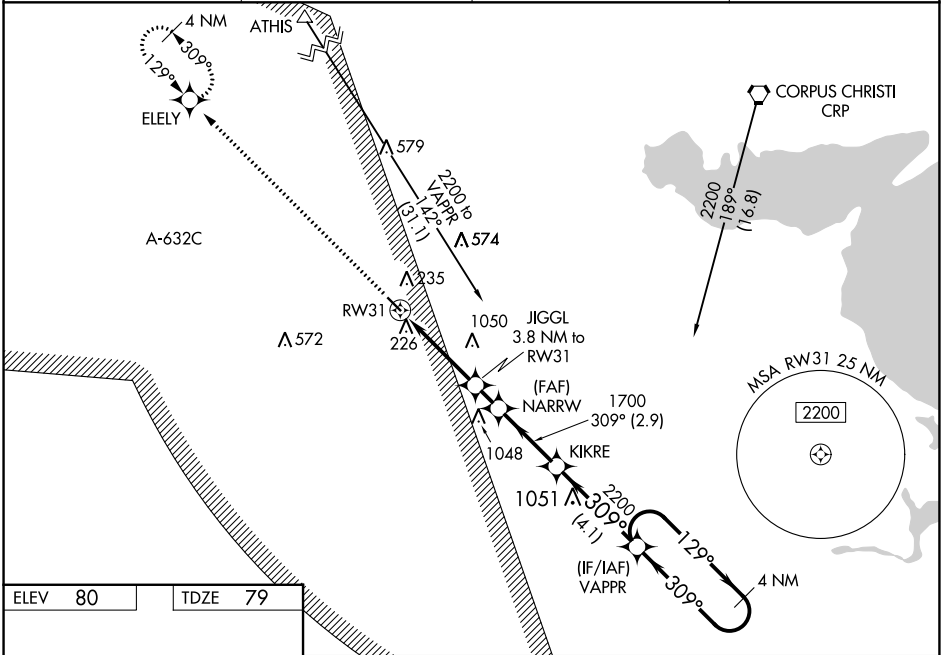 4 NM
309°
129°
ELELY
ATHIS
579
2200 to
VAPPR
142°
(31.1)
574
CORPUS CHRISTI
CRP
2200
189°
(16.8)
A-632C
235
RW31
226
572
1050
JIGGL
3.8 NM to
RW31
(FAF)
NARRW
1700
309° (2.9)
1048
KIKRE
1051
2200
309°
(4.1)
(IF/IAF)
VAPPR
129°
309°
4 NM
MSA RW31 25 NM
2200
ELEV 80
TDZE 79